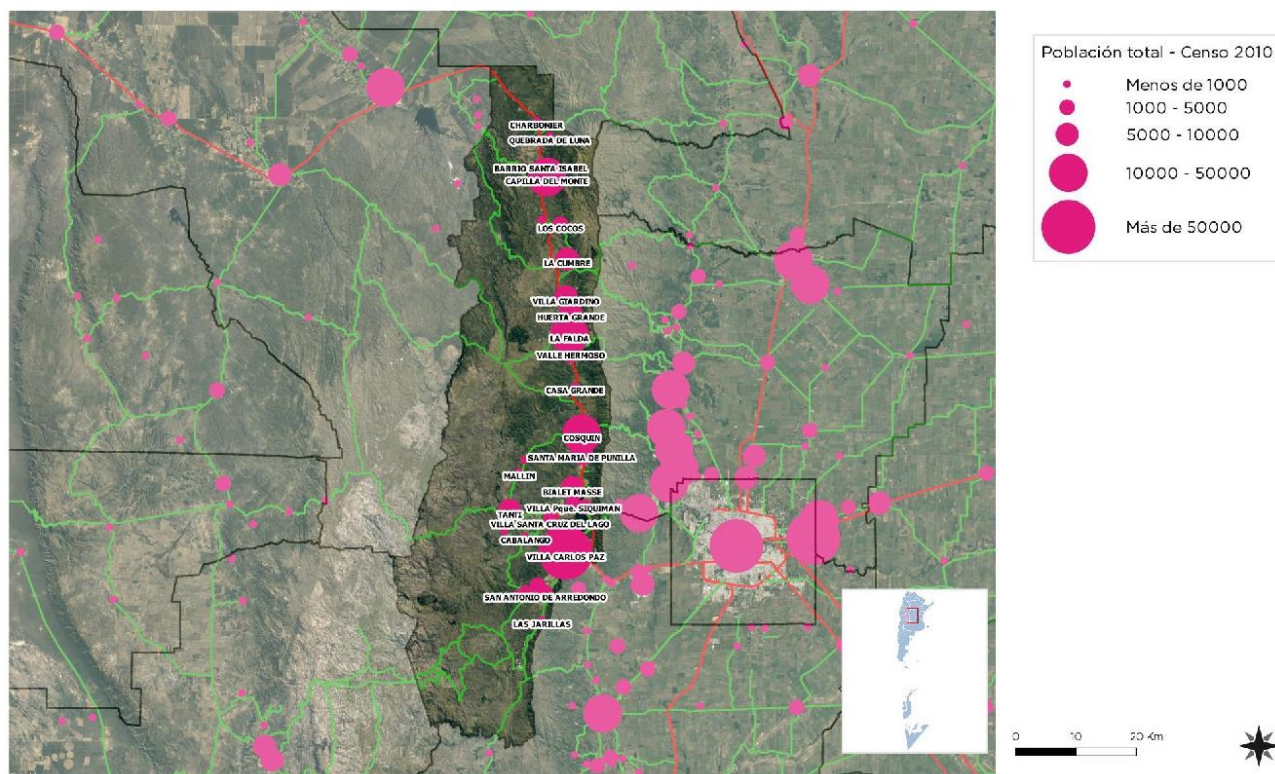 Población total - Censo 2010
Menos de 1000
1000 - 5000
5000 - 10000
10000 - 50000
Más de 50000
CHARBONIER
QUEBRADA DE LUNA
BARRIO SANTA ISABEL
CAPILLA DEL MONTE
LOS COCOS
LA CUMBRE
VILLA GIARDINO
HUERTA GRANDE
LA FALDA
VALLE HERMOSO
CASA GRANDE
COSQUIN
SANTA MARIA DE PUNILLA
MALLIN
BIALET MASSE
VILLA Pque. SIQUIMAN
TANTI
VILLA SANTA CRUZ DEL LAGO
CABALANGO
VILLA CARLOS PAZ
SAN ANTONIO DE ARREDONDO
LAS JARILLAS
0 10 20 Km